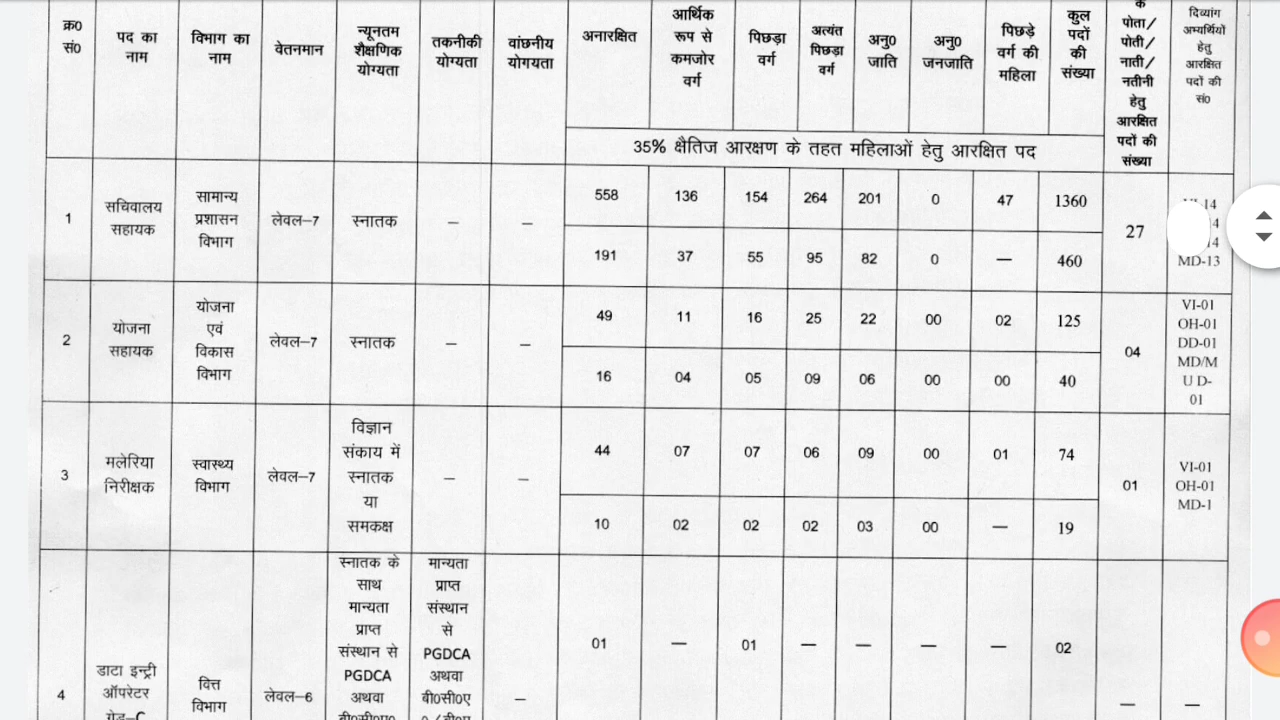 क्र0
सं0
पद का
नाम
विभाग का
नाम
वेतनमान
न्यूनतम
शैक्षणिक
योग्यता
तकनीकी
योग्यता
वांछनीय
योगयता
अनारक्षित
आर्थिक
रूप से
कमजोर
वर्ग
पिछड़ा
वर्ग
अत्यंत
पिछड़ा
वर्ग
अनु0
जाति
अनु0
जनजाति
पिछड़े
वर्ग की
महिला
कुल
पदों
की
संख्या
के
पोता/
पोती/
नाती/
नतीनी
हेतु
आरक्षित
पदों की
संख्या
दिव्यांग
अभ्यर्थियों
हेतु
आरक्षित
पदों की
सं0
35% क्षैतिज आरक्षण के तहत महिलाओं हेतु आरक्षित पद
1
सचिवालय
सहायक
सामान्य
प्रशासन
विभाग
लेवल–7
स्नातक
–
–
558 136 154 264 201 0 47 1360
191 37 55 95 82 0 — 460
27
14
4
14
MD-13
2
योजना
सहायक
योजना
एवं
विकास
विभाग
लेवल–7
स्नातक
–
–
49 11 16 25 22 00 02 125
16 04 05 09 06 00 00 40
04
VI-01
OH-01
DD-01
MD/M
U D-
01
3
मलेरिया
निरीक्षक
स्वास्थ्य
विभाग
लेवल–7
विज्ञान
संकाय में
स्नातक
या
समकक्ष
–
–
44 07 07 06 09 00 01 74
10 02 02 02 03 00 — 19
01
VI-01
OH-01
MD-1
4
डाटा इन्ट्री
ऑपरेटर
ग्रेड–C
वित्त
विभाग
लेवल–6
स्नातक के
साथ
मान्यता
प्राप्त
संस्थान से
PGDCA
अथवा
मान्यता
प्राप्त
संस्थान
से
PGDCA
अथवा
बी0सी0ए
–
01 — 01 — — — — 02
—
—